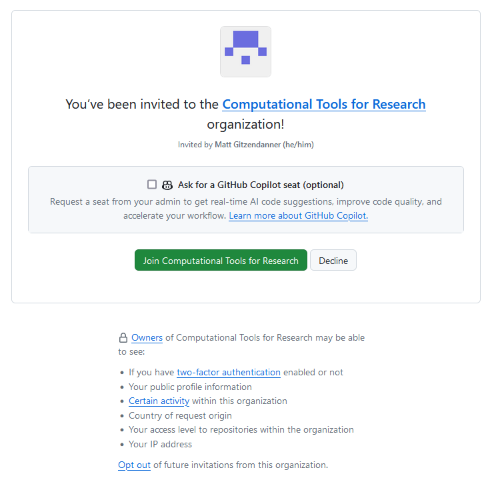 You've been invited to the Computational Tools for Research
organization!
Invited by Matt Gitzendanner (he/him)
Ask for a GitHub Copilot seat (optional)
Request a seat from your admin to get real-time AI code suggestions, improve code quality, and
accelerate your workflow. Learn more about GitHub Copilot.
Join Computational Tools for Research
Decline
Owners of Computational Tools for Research may be able
to see:
• If you have two-factor authentication enabled or not
• Your public profile information
• Certain activity within this organization
• Country of request origin
• Your access level to repositories within the organization
• Your IP address
Opt out of future invitations from this organization.